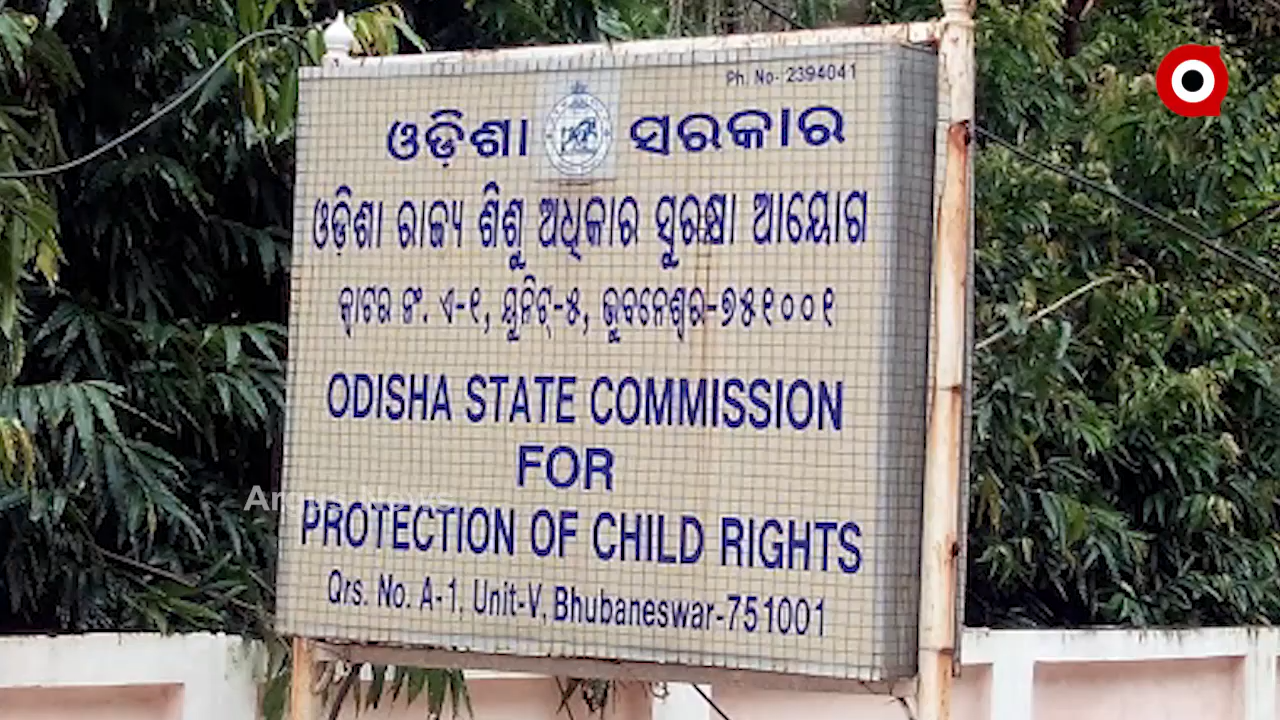 Ph. No- 2394041
ଓଡ଼ିଶା ସରକାର
ଓଡ଼ିଶା ରାଜ୍ୟ ଶିଶୁ ଅଧିକାର ସୁରକ୍ଷା ଆୟୋଗ
କ୍ୱାଟର ନଂ. ଏ-୧, ୟୁନିଟ୍-୫, ଭୁବନେଶ୍ୱର-୭୫୧୦୦୧
ODISHA STATE COMMISSION
FOR
PROTECTION OF CHILD RIGHTS
Qrs. No. A-1, Unit-V, Bhubaneswar-751001